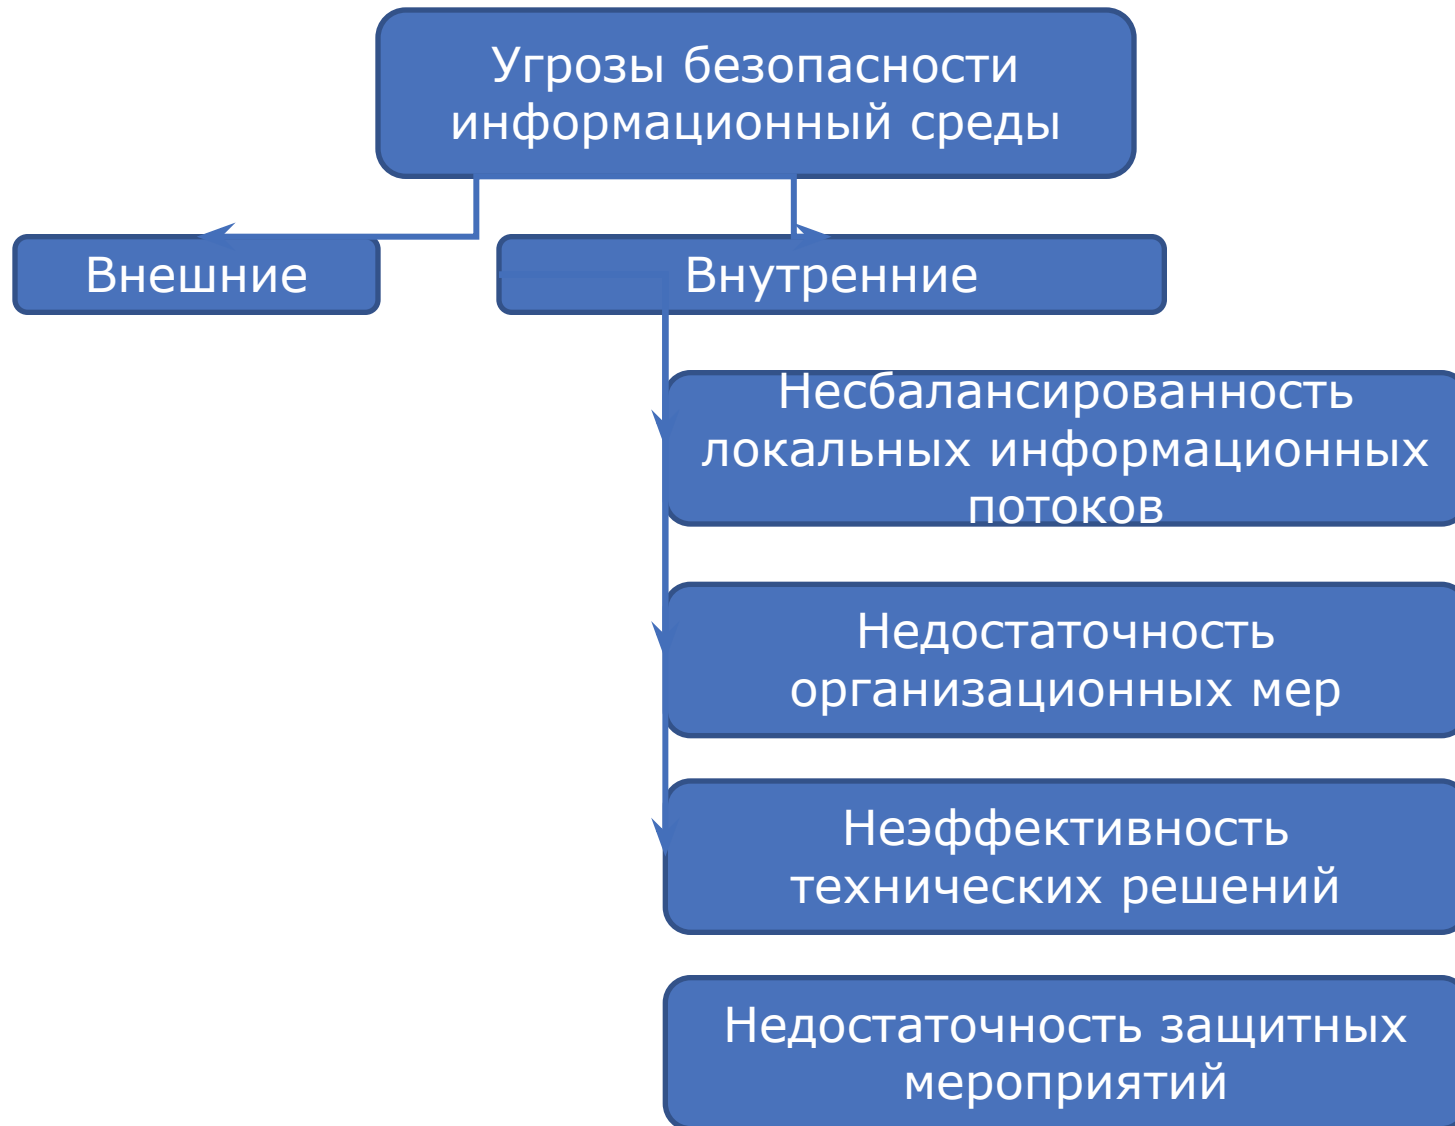 Угрозы безопасности
информационный среды
Внешние
Внутренние
Несбалансированность
локальных информационных
потоков
Недостаточность
организационных мер
Неэффективность
технических решений
Недостаточность защитных
мероприятий